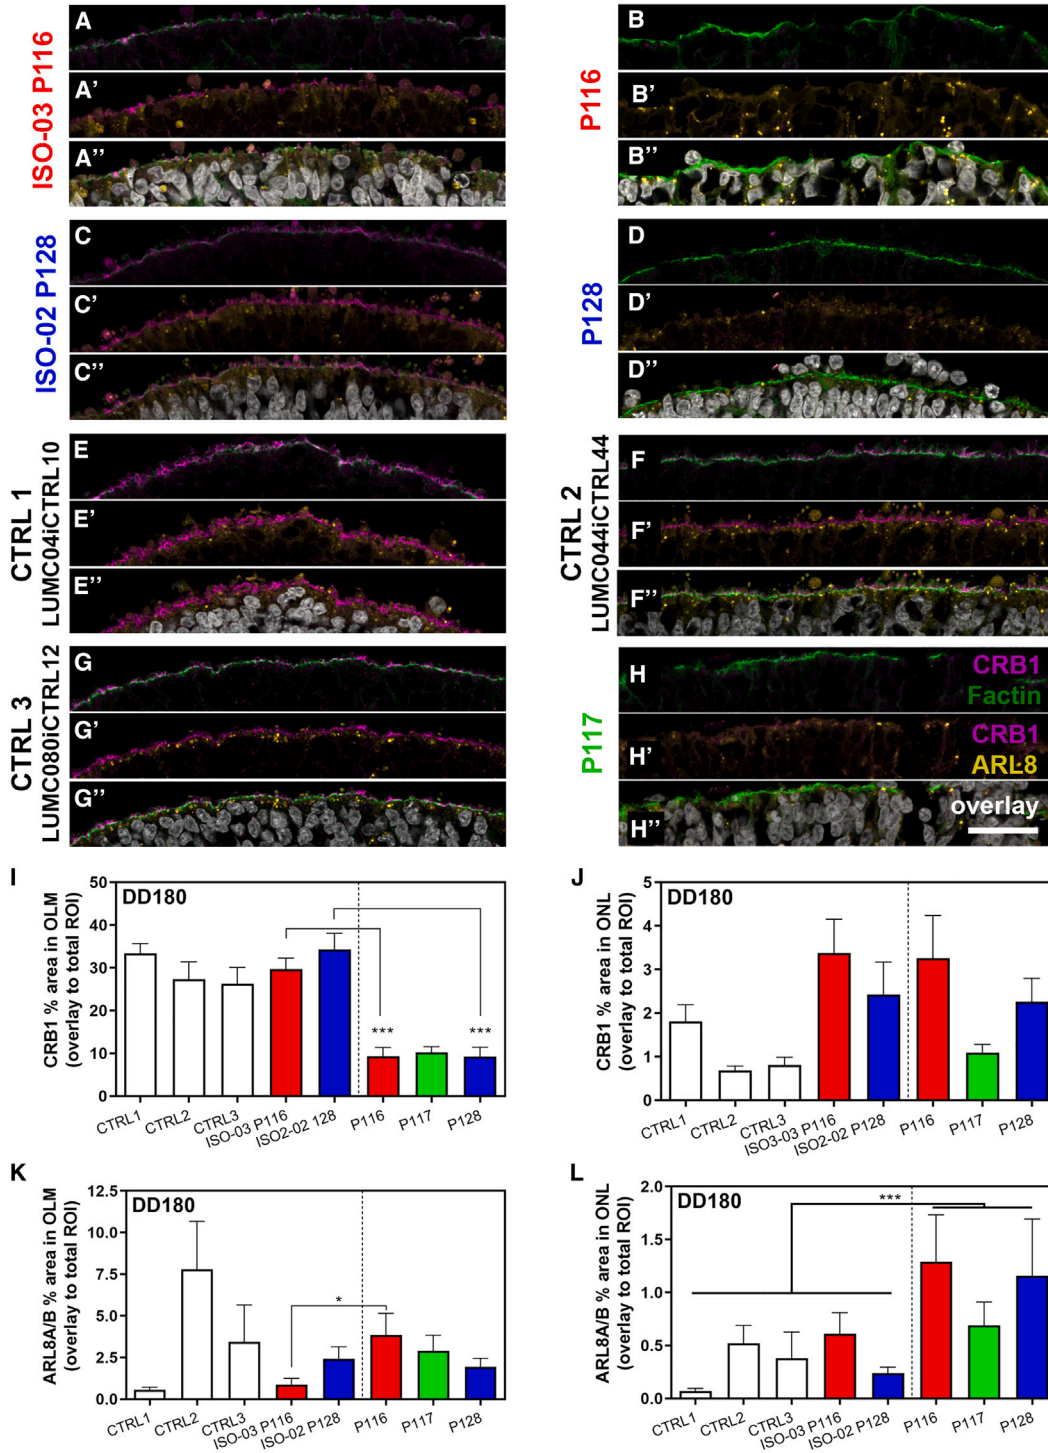 ISO-03 P116
A
A’
A’’
P116
B
B’
B’’
ISO-02 P128
C
C’
C’’
P128
D
D’
D’’
CTRL 1
LUMC04iCTRL10
E
E’
E’’
CTRL 2
LUMC044iCTRL44
F
F’
F’’
CTRL 3
LUMC080iCTRL12
G
G’
G’’
P117
H
CRB1
Factin
H’
CRB1
ARL8
H’’
overlay
I
DD180
CRB1 % area in OLM
(overlay to total ROI)
50
40
30
20
10
0
***
***
CTRL1
CTRL2
CTRL3
ISO-03 P116
ISO2-02 128
P116
P117
P128
J
DD180
CRB1 % area in ONL
(overlay to total ROI)
5
4
3
2
1
0
CTRL1
CTRL2
CTRL3
ISO3-03 P116
ISO2-02 P128
P116
P117
P128
K
DD180
ARL8A/B % area in OLM
(overlay to total ROI)
12.5
10.0
7.5
5.0
2.5
0.0
*
CTRL1
CTRL2
CTRL3
ISO-03 P116
ISO-02 P128
P116
P117
P128
L
DD180
ARL8A/B % area in ONL
(overlay to total ROI)
2.0
1.5
1.0
0.5
0.0
***
CTRL1
CTRL2
CTRL3
ISO-03 P116
ISO-02 P128
P116
P117
P128